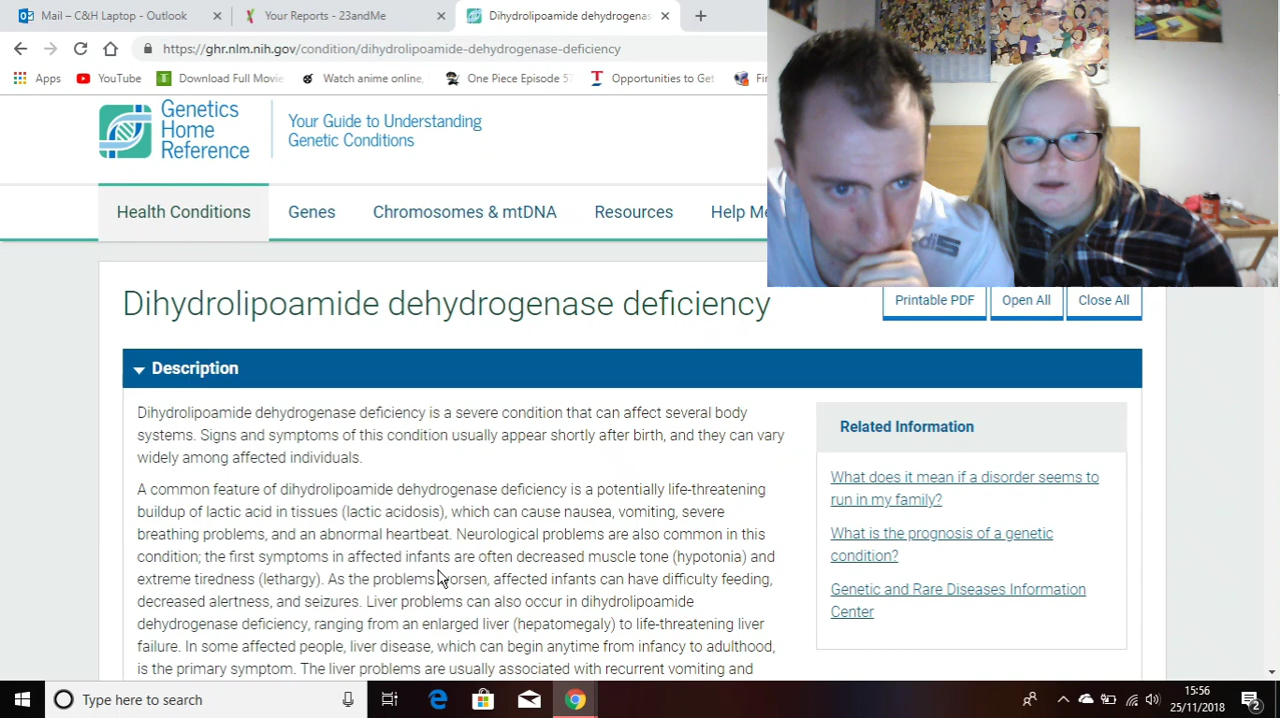 Mail – C&H Laptop - Outlook
Your Reports - 23andMe
Dihydrolipoamide dehydrogenas
https://ghr.nlm.nih.gov/condition/dihydrolipoamide-dehydrogenase-deficiency
Apps
YouTube
Download Full Movie
Watch anime online,
One Piece Episode 57
Opportunities to Get
Fir
Genetics
Home
Reference
Your Guide to Understanding
Genetic Conditions
Health Conditions
Genes
Chromosomes & mtDNA
Resources
Help Me
Dihydrolipoamide dehydrogenase deficiency
Printable PDF
Open All
Close All
Description
Dihydrolipoamide dehydrogenase deficiency is a severe condition that can affect several body
systems. Signs and symptoms of this condition usually appear shortly after birth, and they can vary
widely among affected individuals.
A common feature of dihydrolipoamide dehydrogenase deficiency is a potentially life-threatening
buildup of lactic acid in tissues (lactic acidosis), which can cause nausea, vomiting, severe
breathing problems, and an abnormal heartbeat. Neurological problems are also common in this
condition; the first symptoms in affected infants are often decreased muscle tone (hypotonia) and
extreme tiredness (lethargy). As the problems worsen, affected infants can have difficulty feeding,
decreased alertness, and seizures. Liver problems can also occur in dihydrolipoamide
dehydrogenase deficiency, ranging from an enlarged liver (hepatomegaly) to life-threatening liver
failure. In some affected people, liver disease, which can begin anytime from infancy to adulthood,
is the primary symptom. The liver problems are usually associated with recurrent vomiting and
Related Information
What does it mean if a disorder seems to
run in my family?
What is the prognosis of a genetic
condition?
Genetic and Rare Diseases Information
Center
Type here to search
15:56
25/11/2018
2